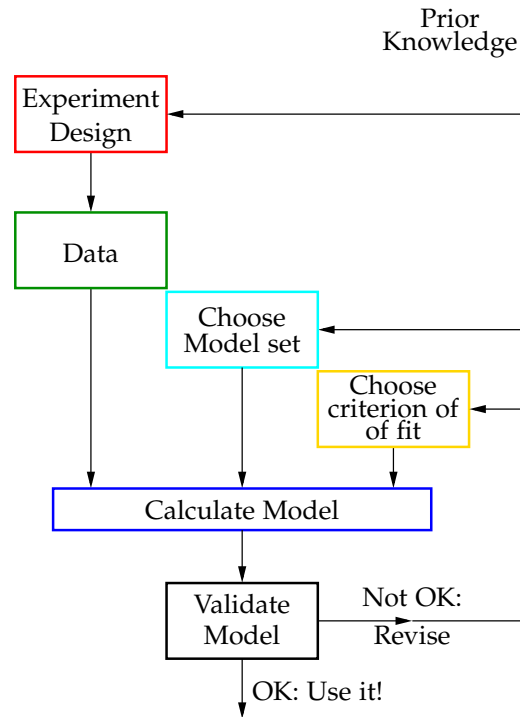 Prior
Knowledge
Experiment
Design
Data
Choose
Model set
Choose
criterion of
of fit
Calculate Model
Validate
Model
Not OK:
Revise
OK: Use it!